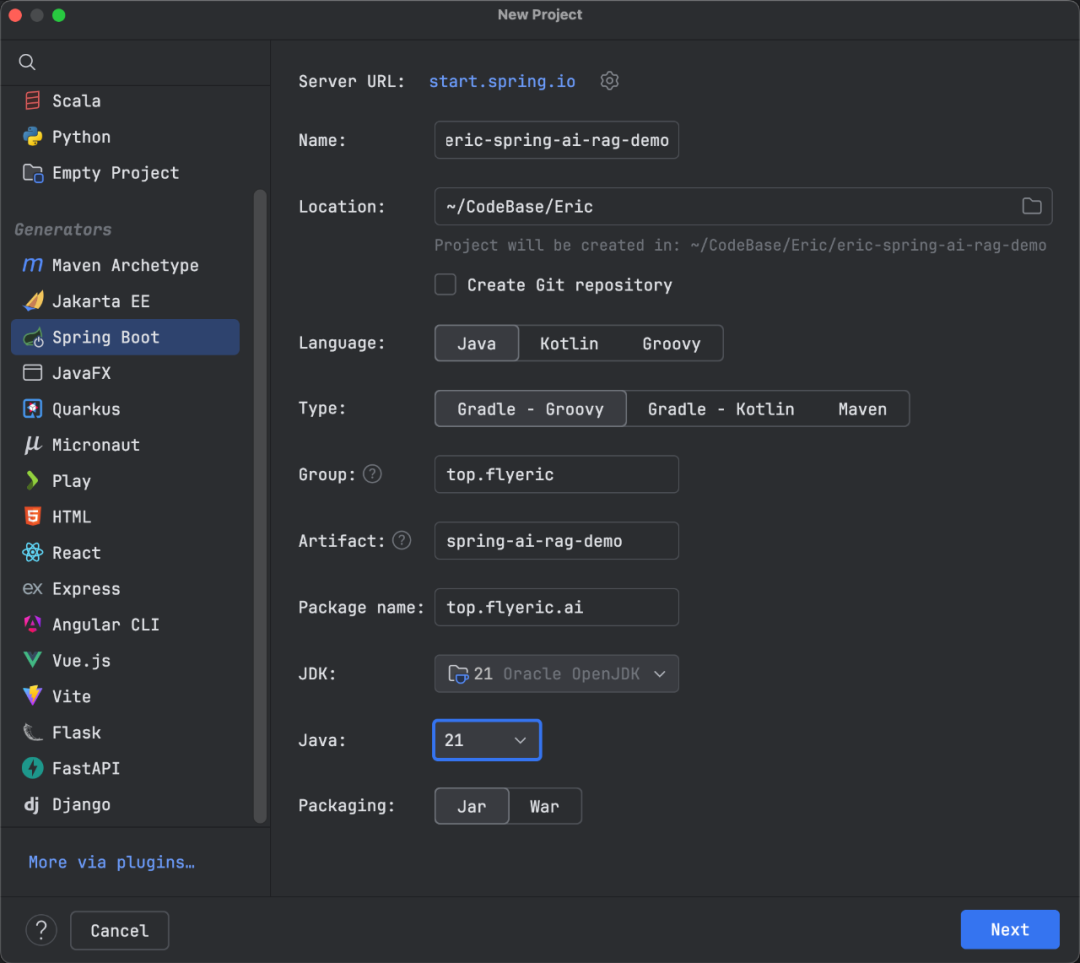 New Project
Scala
Python
Empty Project
Generators
Maven Archetype
Jakarta EE
Spring Boot
JavaFX
Quarkus
Micronaut
Play
HTML
React
ex Express
Angular CLI
Vue.js
Vite
Flask
FastAPI
dj Django
More via plugins…
Server URL: start.spring.io
Name: eric-spring-ai-rag-demo
Location: ~/CodeBase/Eric
Project will be created in: ~/CodeBase/Eric/eric-spring-ai-rag-demo
Create Git repository
Language: Java Kotlin Groovy
Type: Gradle - Groovy Gradle - Kotlin Maven
Group: ? top.flyeric
Artifact: ? spring-ai-rag-demo
Package name: top.flyeric.ai
JDK: 21 Oracle OpenJDK
Java: 21
Packaging: Jar War
? Cancel Next